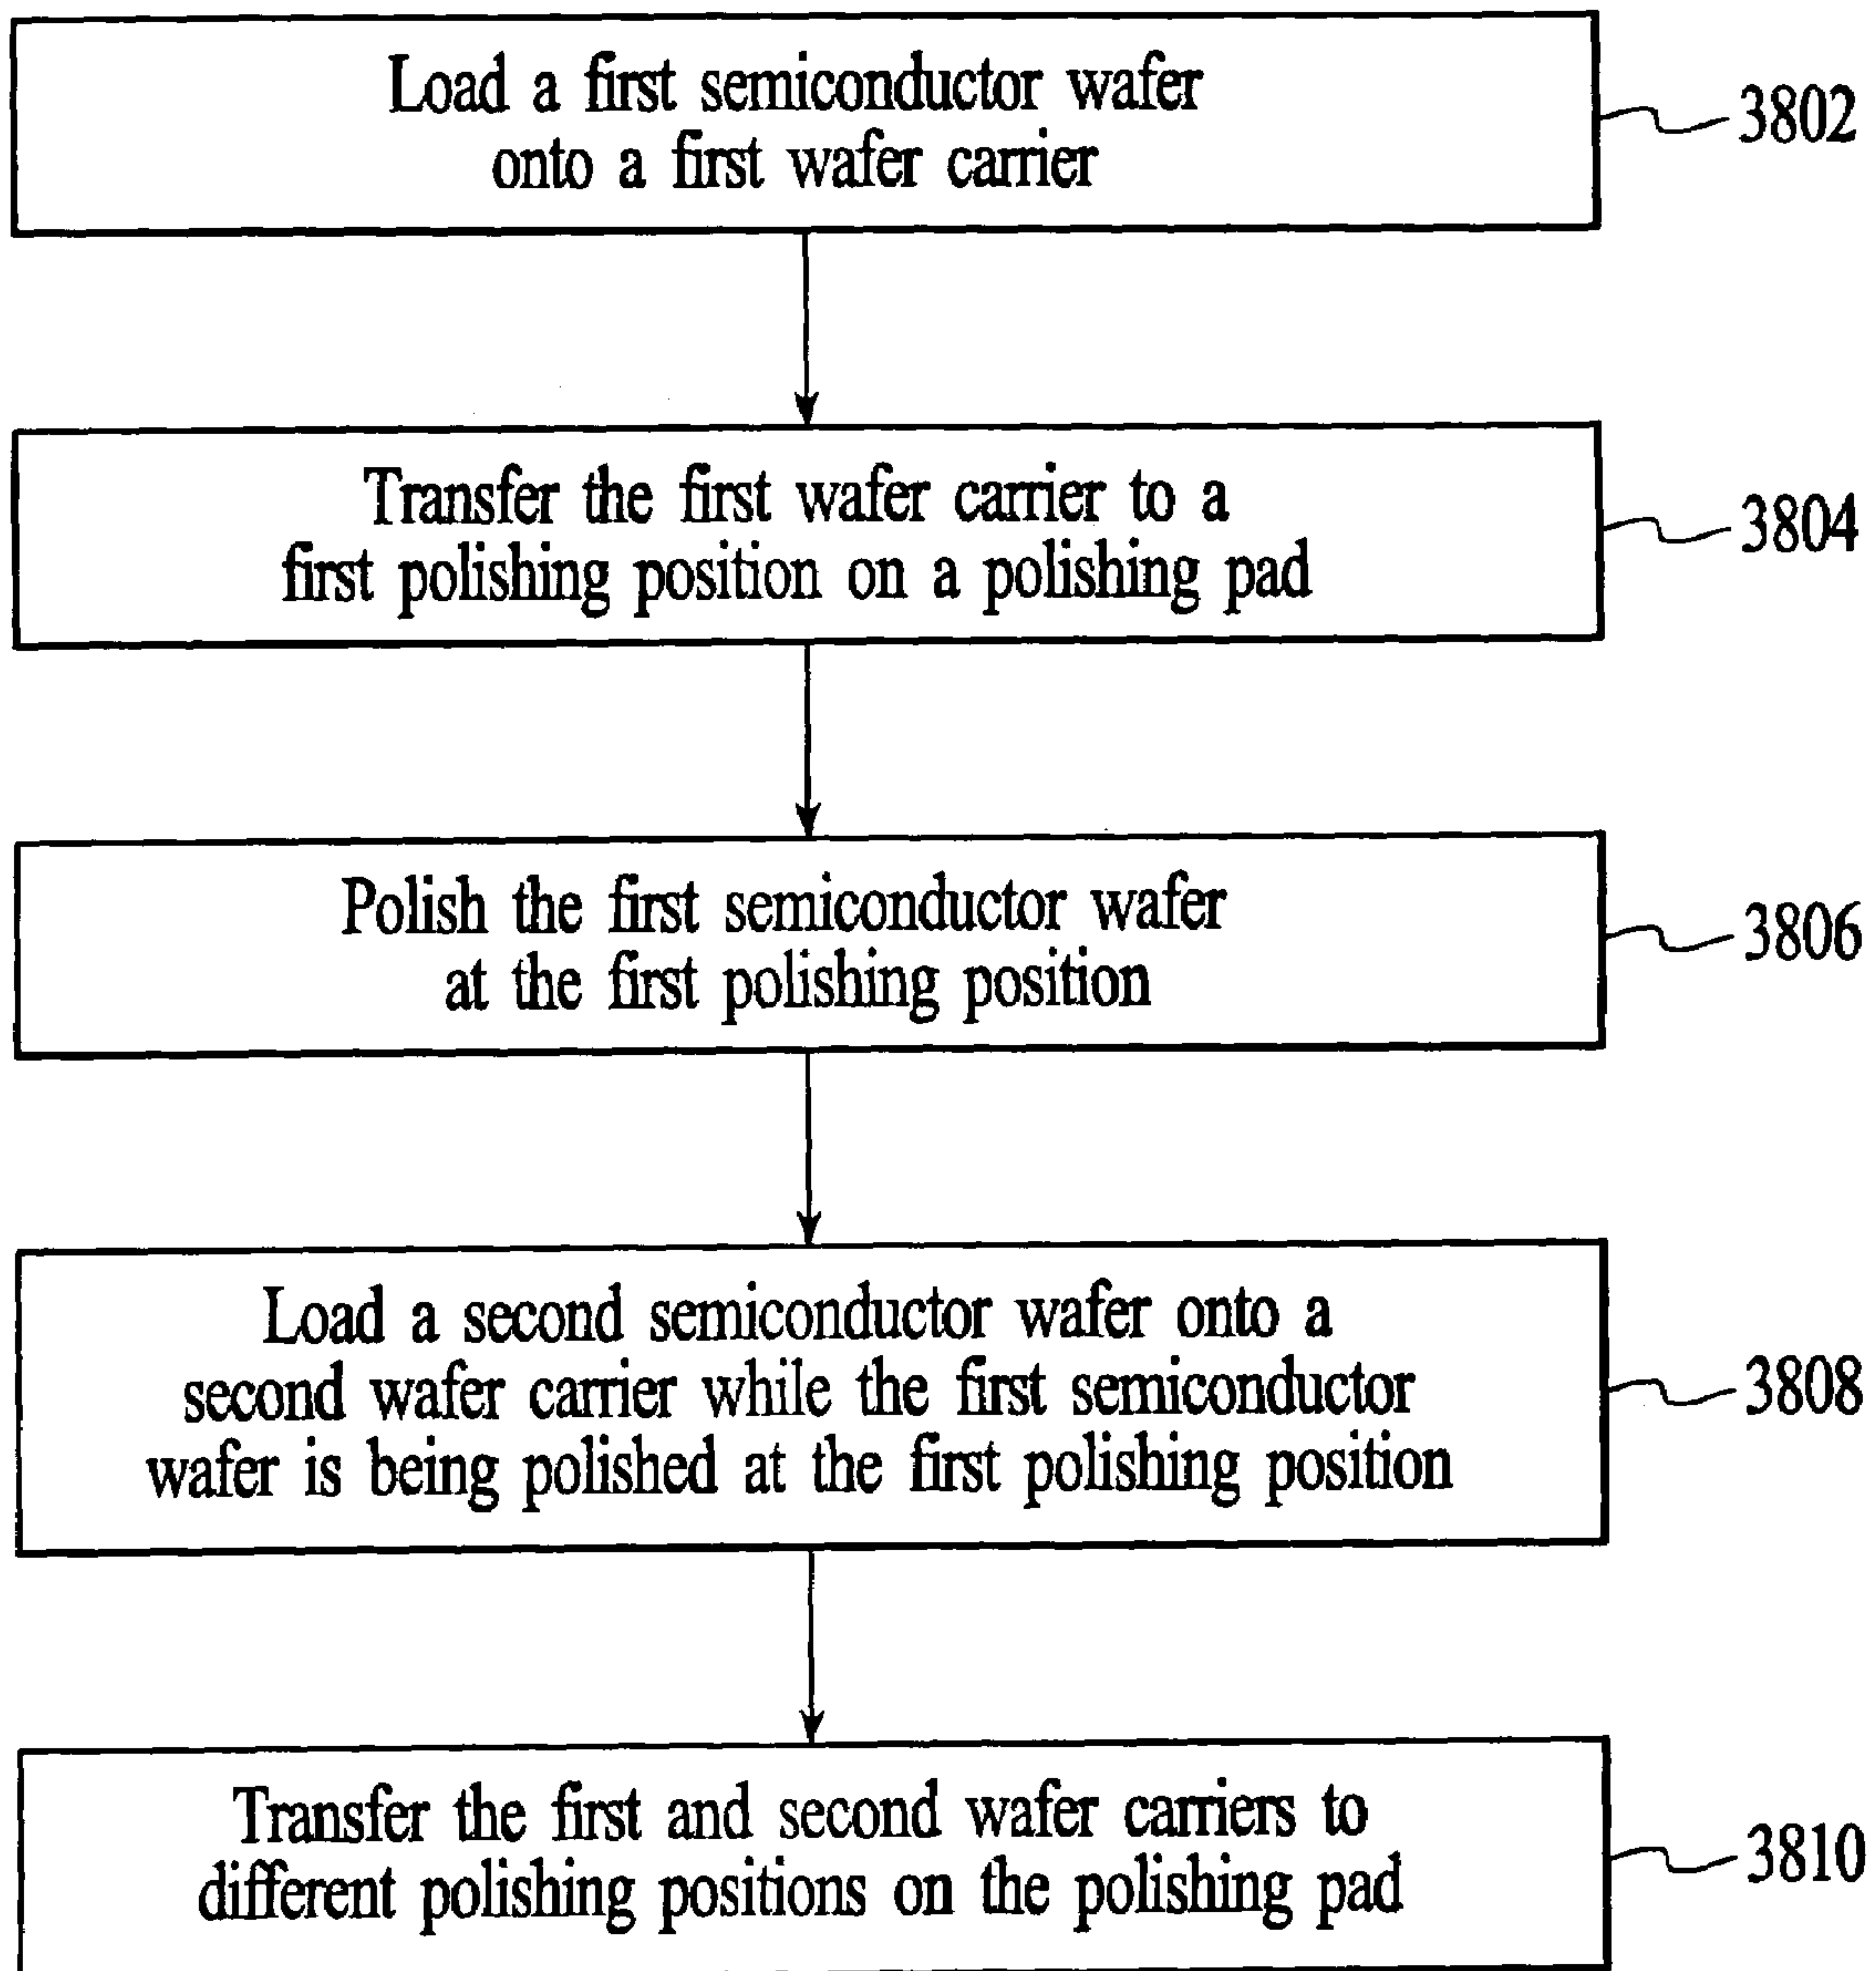 Load a first semiconductor wafer
onto a first wafer carrier
3802
Transfer the first wafer carrier to a
first polishing position on a polishing pad
3804
Polish the first semiconductor wafer
at the first polishing position
3806
Load a second semiconductor wafer onto a
second wafer carrier while the first semiconductor
wafer is being polished at the first polishing position
3808
Transfer the first and second wafer carriers to
different polishing positions on the polishing pad
3810